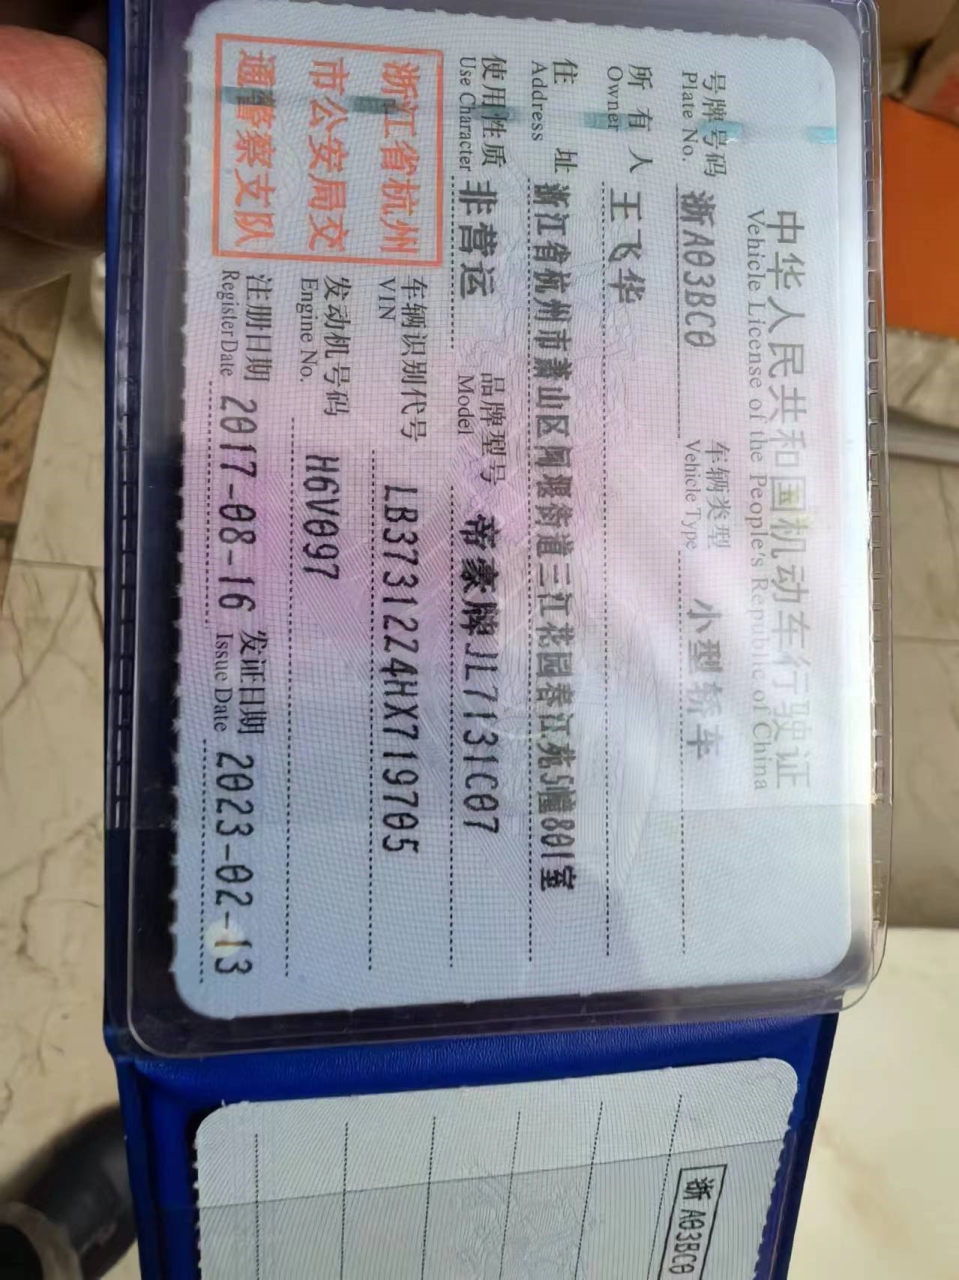 中华人民共和国机动车行驶证
Vehicle License of the People's Republic of China
号牌号码 浙A03BC0 车辆类型 小型轿车
Plate No. Vehicle Type
所有人 王飞华
Owner
住址 浙江省杭州市萧山区闻堰街道三江花园春江苑5幢801室
Address
使用性质 非营运 品牌型号 帝豪牌JL7131C07
Use Character Model
浙江省杭州
市公安局交
通警察支队
车辆识别代号 LB37312Z4HX719705
VIN
发动机号码 H6V097
Engine No.
注册日期 2017-08-16 发证日期 2023-02-13
Register Date Issue Date
浙A03BC0